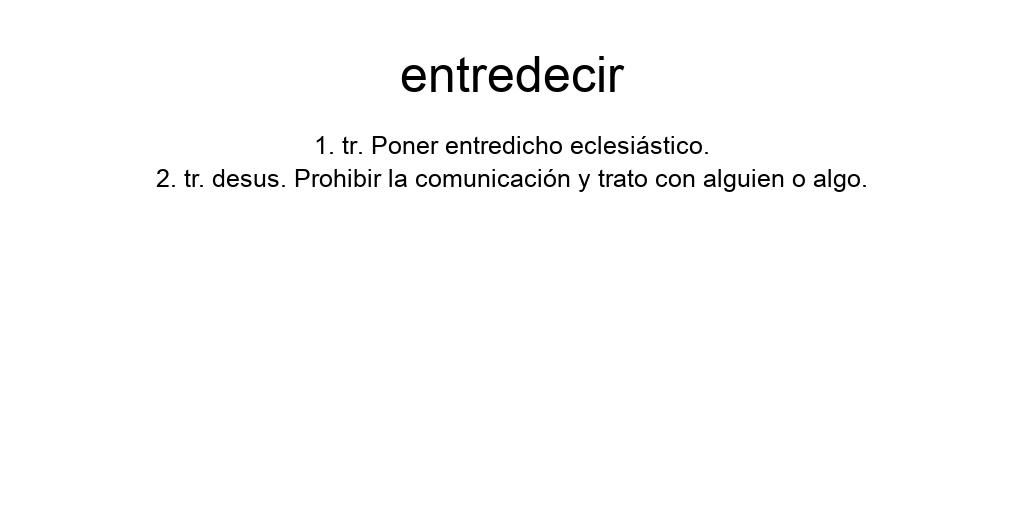 entredecir
1. tr. Poner entredicho eclesiástico.
2. tr. desus. Prohibir la comunicación y trato con alguien o algo.